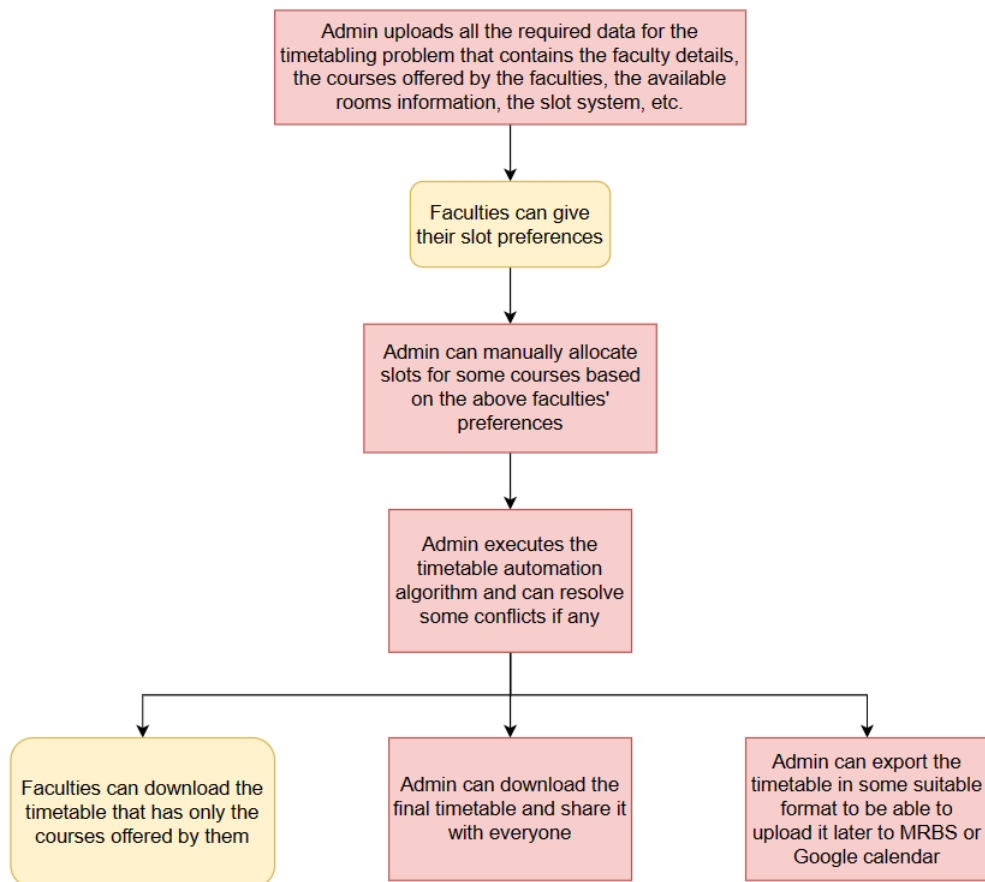 Admin uploads all the required data for the
timetabling problem that contains the faculty details,
the courses offered by the faculties, the available
rooms information, the slot system, etc.
Faculties can give
their slot preferences
Admin can manually allocate
slots for some courses based
on the above faculties'
preferences
Admin executes the
timetable automation
algorithm and can resolve
some conflicts if any
Faculties can download the
timetable that has only the
courses offered by them
Admin can download the
final timetable and share it
with everyone
Admin can export the
timetable in some suitable
format to be able to
upload it later to MRBS or
Google calendar